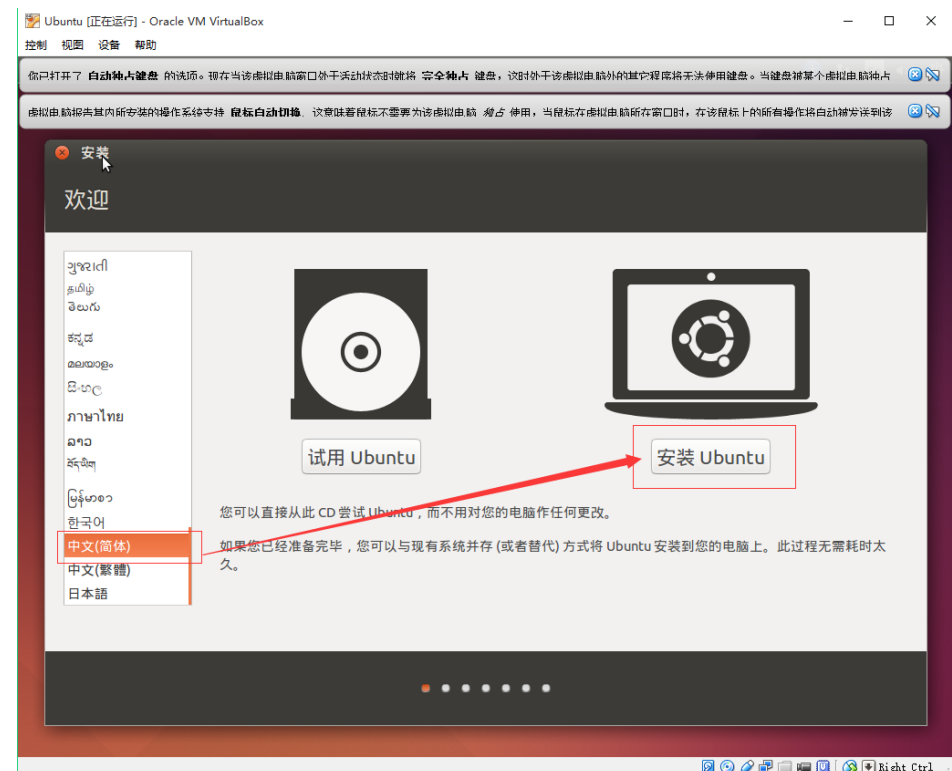 Ubuntu [正在运行] - Oracle VM VirtualBox
控制 视图 设备 帮助
你已打开了 自动独占键盘 的选项。现在当该虚拟电脑窗口处于活动状态时就将 完全独占 键盘，这时处于该虚拟电脑外的其它程序将无法使用键盘。当键盘被某个虚拟电脑独占
虚拟电脑报告其内所安装的操作系统支持 鼠标自动切换. 这意味着鼠标不需要为该虚拟电脑 独占 使用，当鼠标在虚拟电脑所在窗口时，在该鼠标上的所有操作将自动被发送到该
安装
欢迎
ગુજરાતી
தமிழ்
తెలుగు
ಕನ್ನಡ
മലയാളം
සිංහල
ภาษาไทย
ລາວ
རྫོང་ཁ
မြန်မာစာ
한국어
中文(简体)
中文(繁體)
日本語
试用 Ubuntu
安装 Ubuntu
您可以直接从此 CD 尝试 Ubuntu，而不用对您的电脑作任何更改。
如果您已经准备完毕，您可以与现有系统并存 (或者替代) 方式将 Ubuntu 安装到您的电脑上。此过程无需耗时太
久。
Right Ctrl